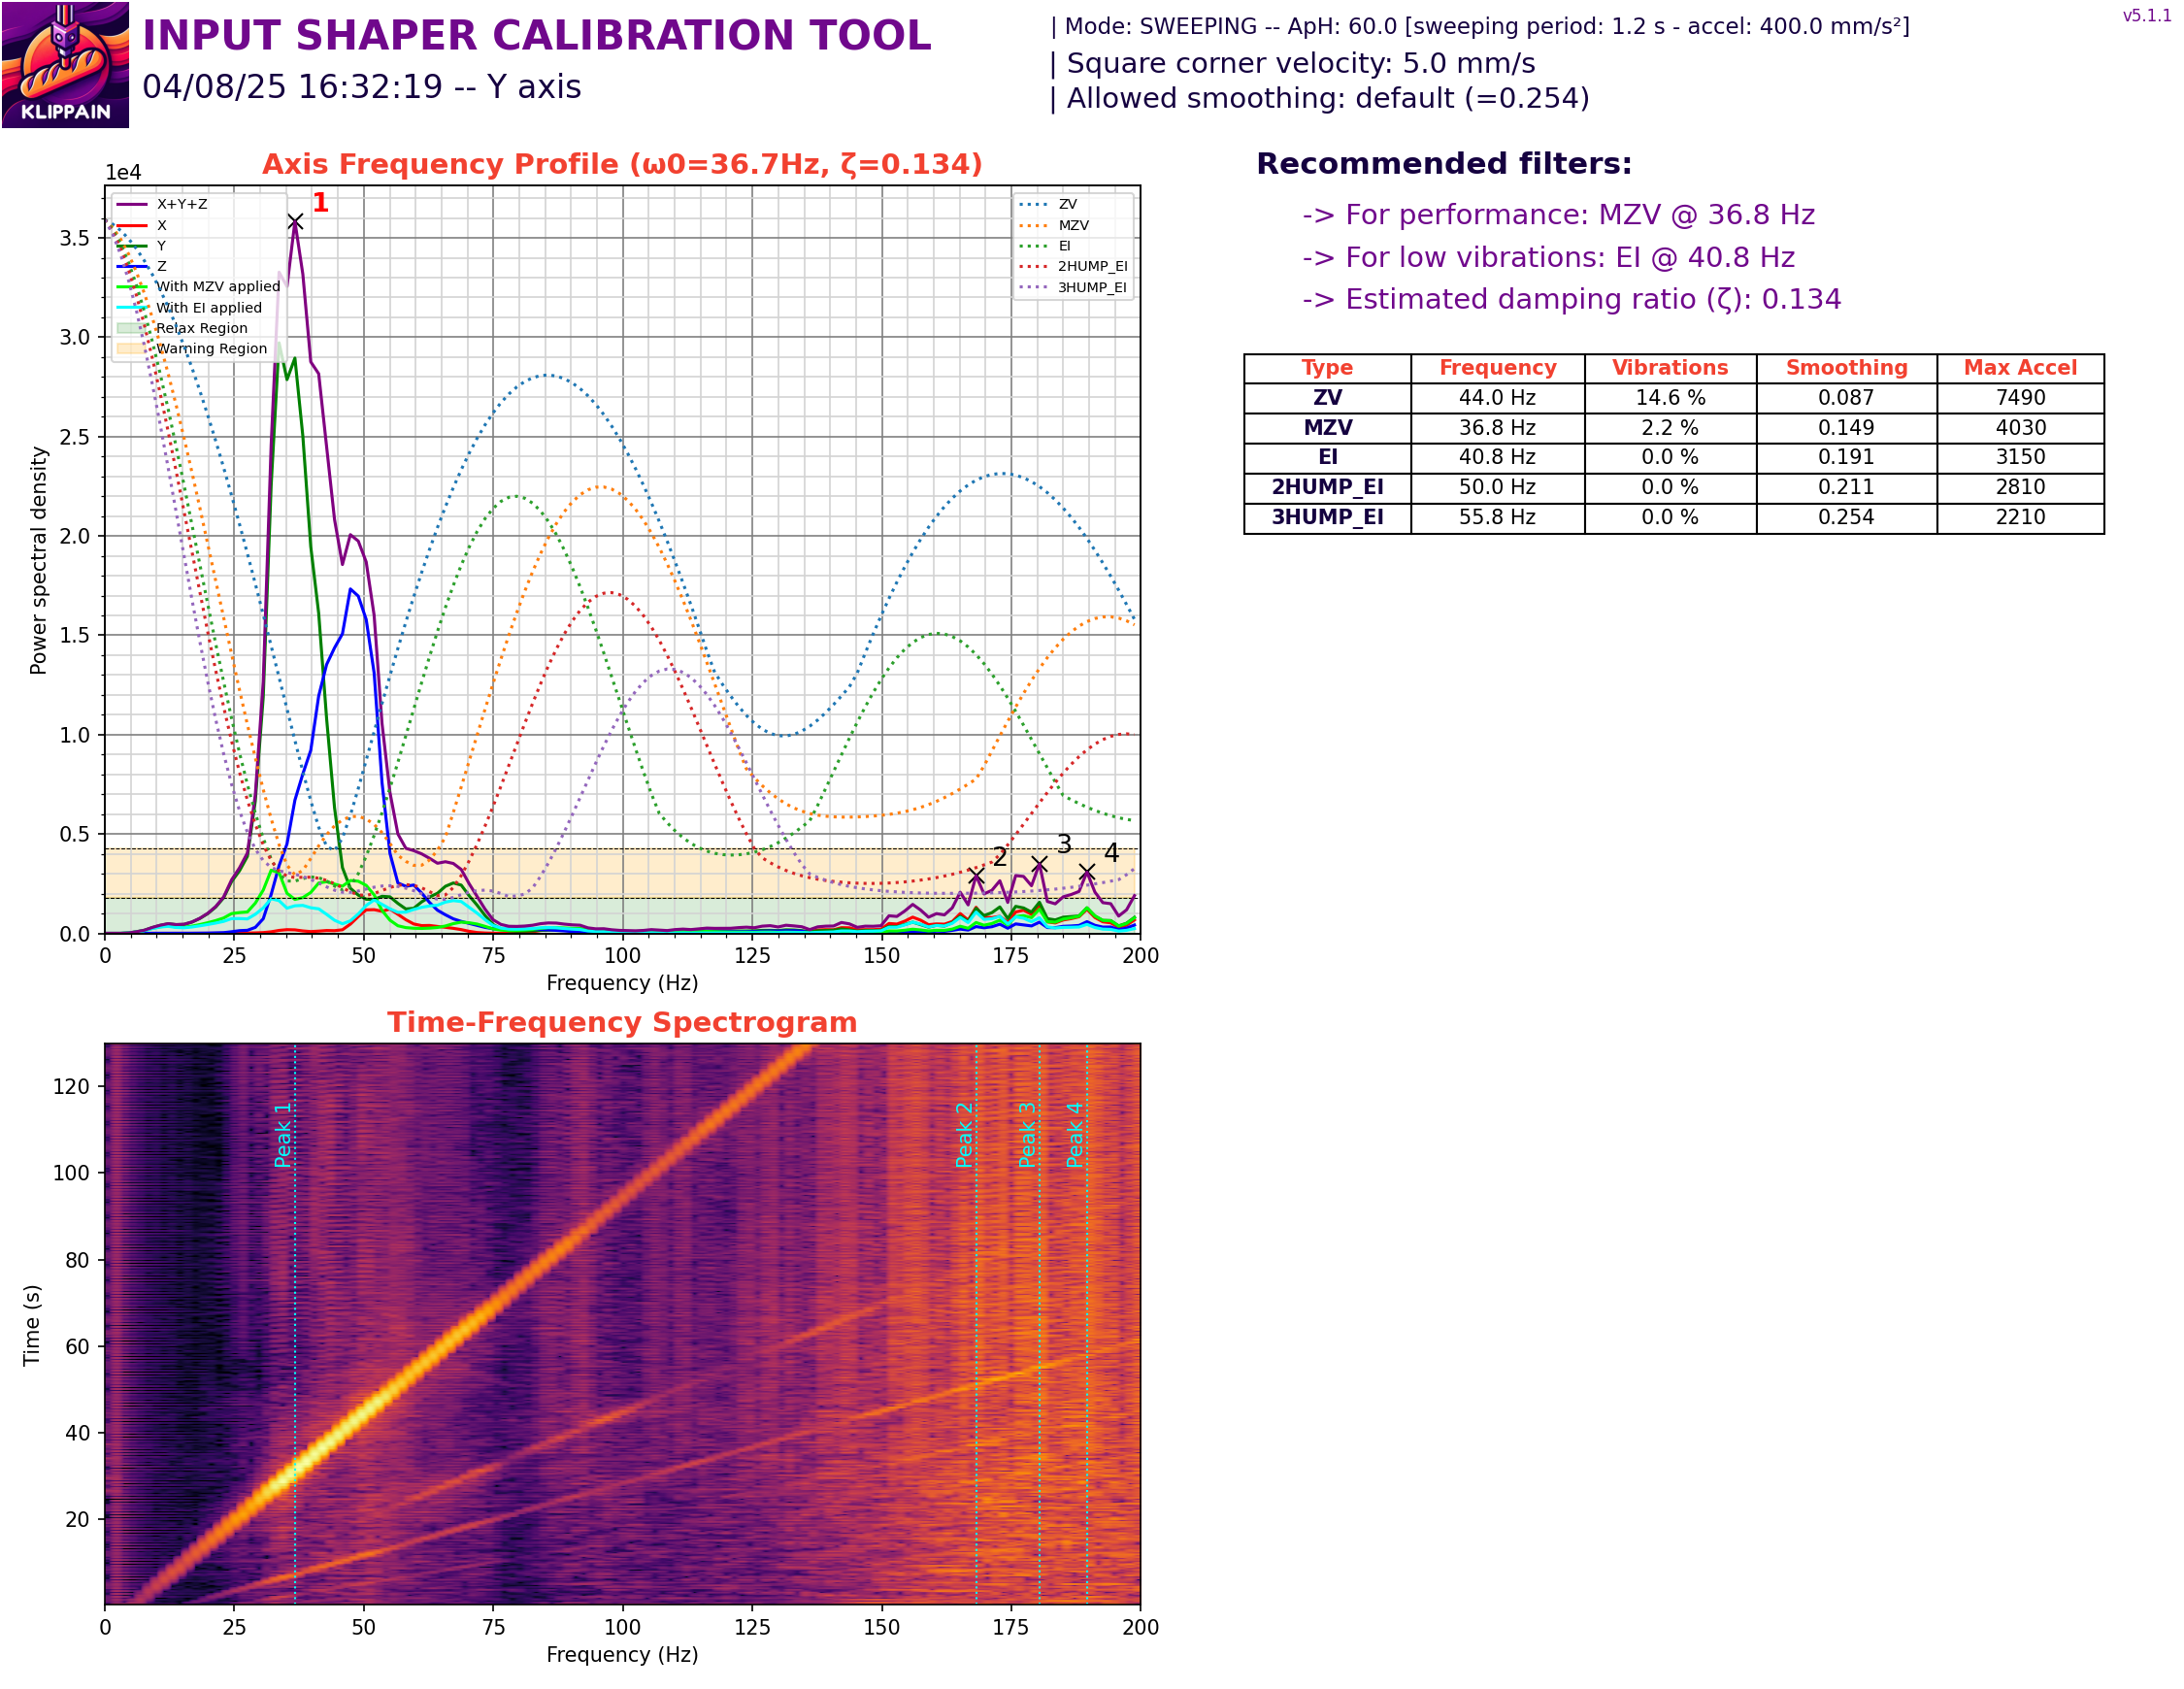 KLIPPAIN
INPUT SHAPER CALIBRATION TOOL
04/08/25 16:32:19 -- Y axis
| Mode: SWEEPING -- ApH: 60.0 [sweeping period: 1.2 s - accel: 400.0 mm/s²]
| Square corner velocity: 5.0 mm/s
| Allowed smoothing: default (=0.254)
v5.1.1
Axis Frequency Profile (ω0=36.7Hz, ζ=0.134)
1e4
X+Y+Z
X
Y
Z
With MZV applied
With EI applied
Relax Region
Warning Region
ZV
MZV
EI
2HUMP_EI
3HUMP_EI
1
2
3
4
3.5
3.0
2.5
2.0
1.5
1.0
0.5
0.0
Power spectral density
0 25 50 75 100 125 150 175 200
Frequency (Hz)
Recommended filters:
-> For performance: MZV @ 36.8 Hz
-> For low vibrations: EI @ 40.8 Hz
-> Estimated damping ratio (ζ): 0.134
Type Frequency Vibrations Smoothing Max Accel
ZV 44.0 Hz 14.6 % 0.087 7490
MZV 36.8 Hz 2.2 % 0.149 4030
EI 40.8 Hz 0.0 % 0.191 3150
2HUMP_EI 50.0 Hz 0.0 % 0.211 2810
3HUMP_EI 55.8 Hz 0.0 % 0.254 2210
Time-Frequency Spectrogram
Peak 1
Peak 2
Peak 3
Peak 4
120
100
80
60
40
20
Time (s)
0 25 50 75 100 125 150 175 200
Frequency (Hz)